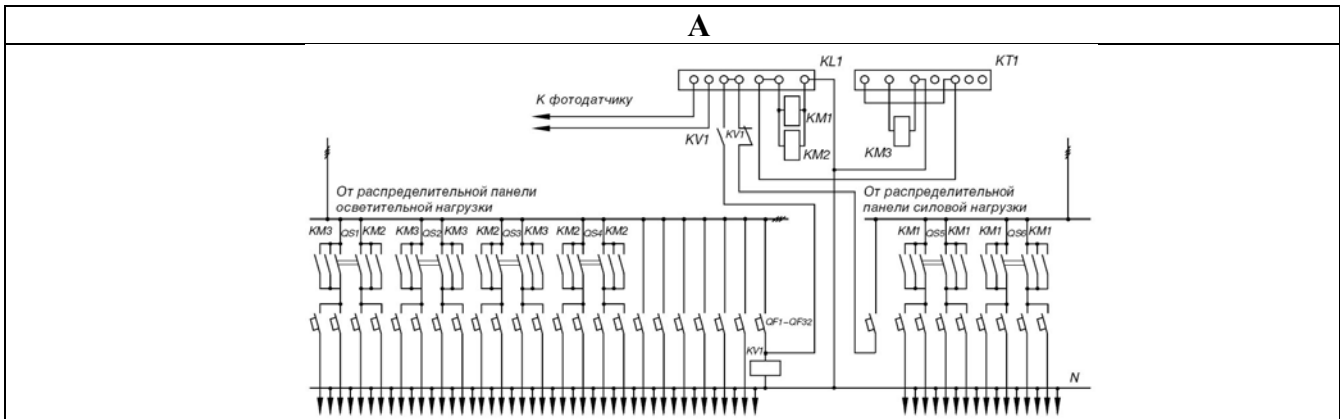 А
KL1
KT1
К фотодатчику
KV1
KV1
KM1
KM2
KM3
От распределительной панели
осветительной нагрузки
От распределительной
панели силовой нагрузки
KM3 QS1 KM2 KM3 QS2 KM3 KM2 QS3 KM3 KM2 QS4 KM2
KM1 QS5 KM1 KM1 QS6 KM1
QF1-QF32
KV1
N